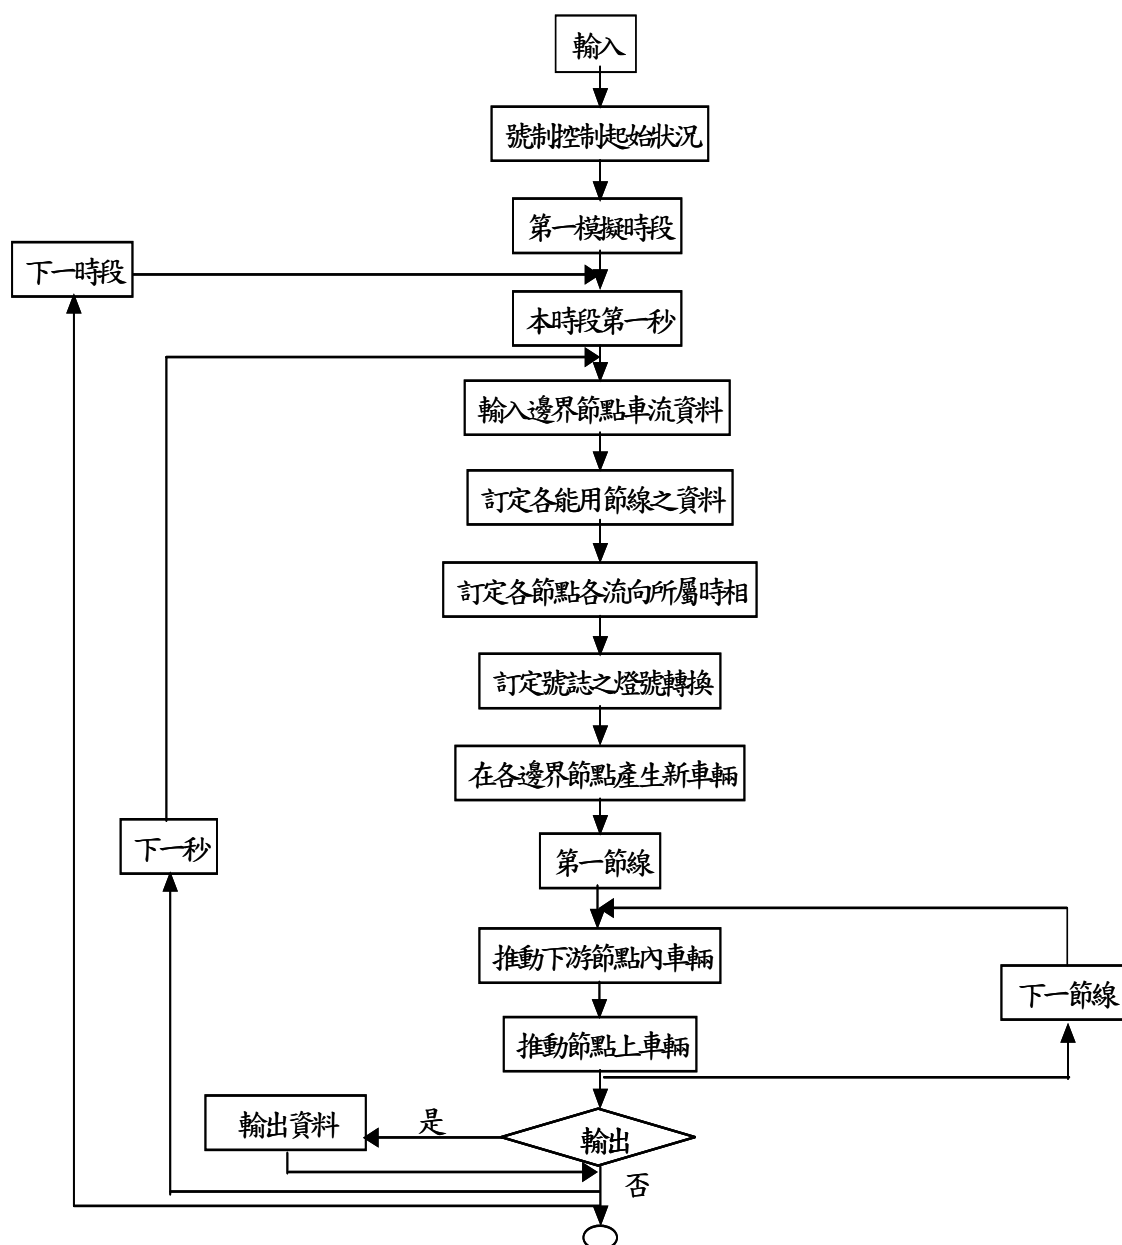 輸入
號制控制起始狀況
第一模擬時段
下一時段
本時段第一秒
輸入邊界節點車流資料
訂定各能用節線之資料
訂定各節點各流向所屬時相
訂定號誌之燈號轉換
在各邊界節點產生新車輛
下一秒
第一節線
推動下游節點內車輛
下一節線
推動節點上車輛
輸出資料
是
輸出
否